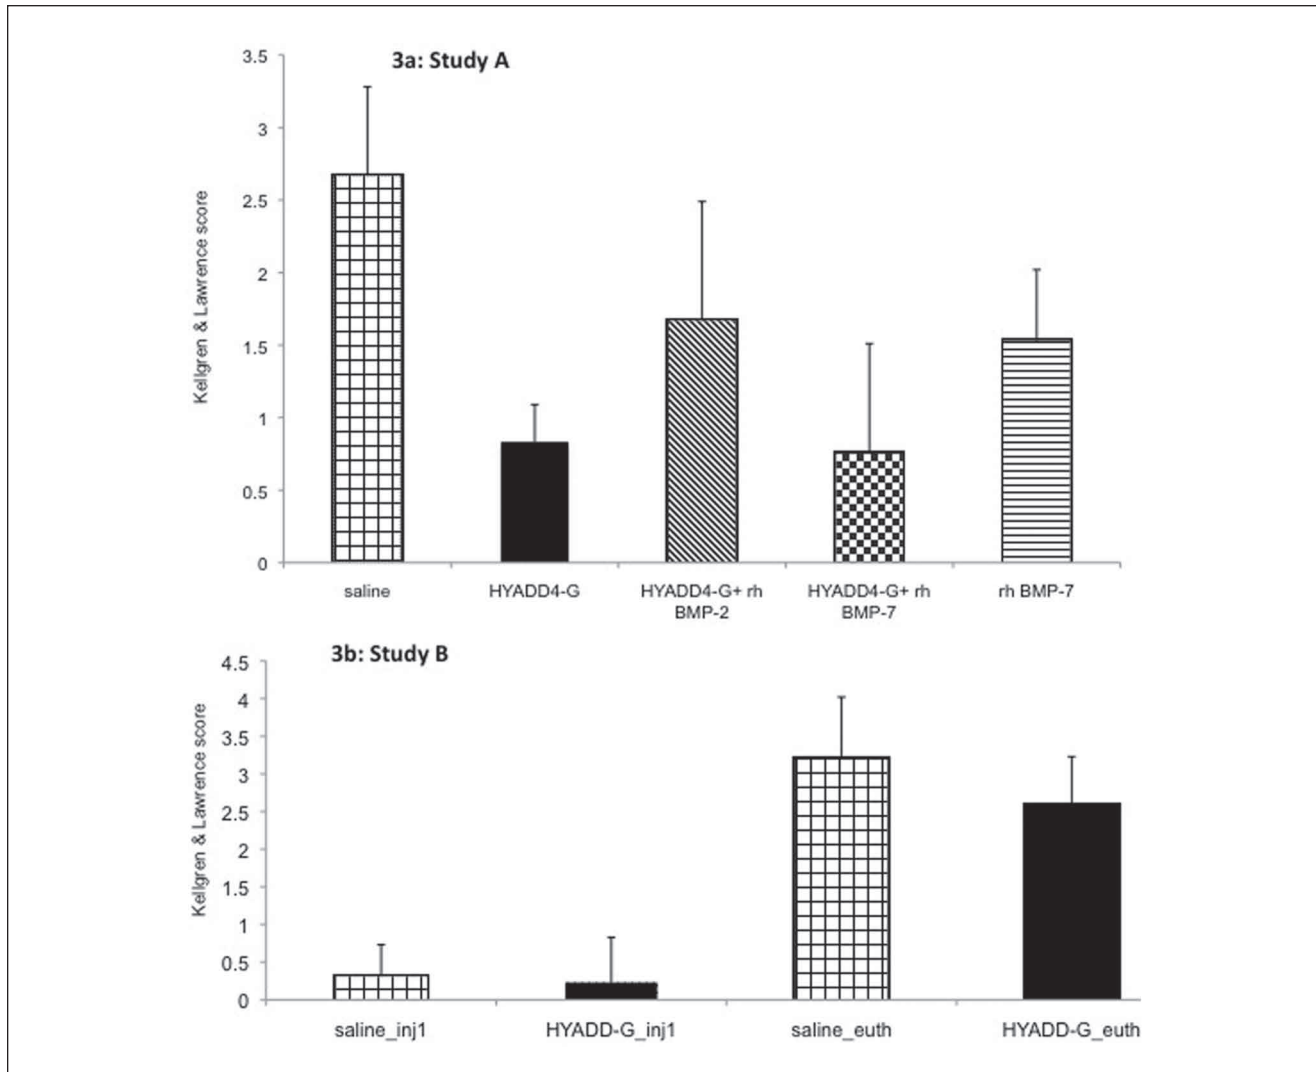 3a: Study A
Kellgren & Lawrence score
3.5
3
2.5
2
1.5
1
0.5
0
saline
HYADD4-G
HYADD4-G+ rh
BMP-2
HYADD4-G+ rh
BMP-7
rh BMP-7
3b: Study B
Kellgren & Lawrence score
4.5
4
3.5
3
2.5
2
1.5
1
0.5
0
saline_inj1
HYADD-G_inj1
saline_euth
HYADD-G_euth